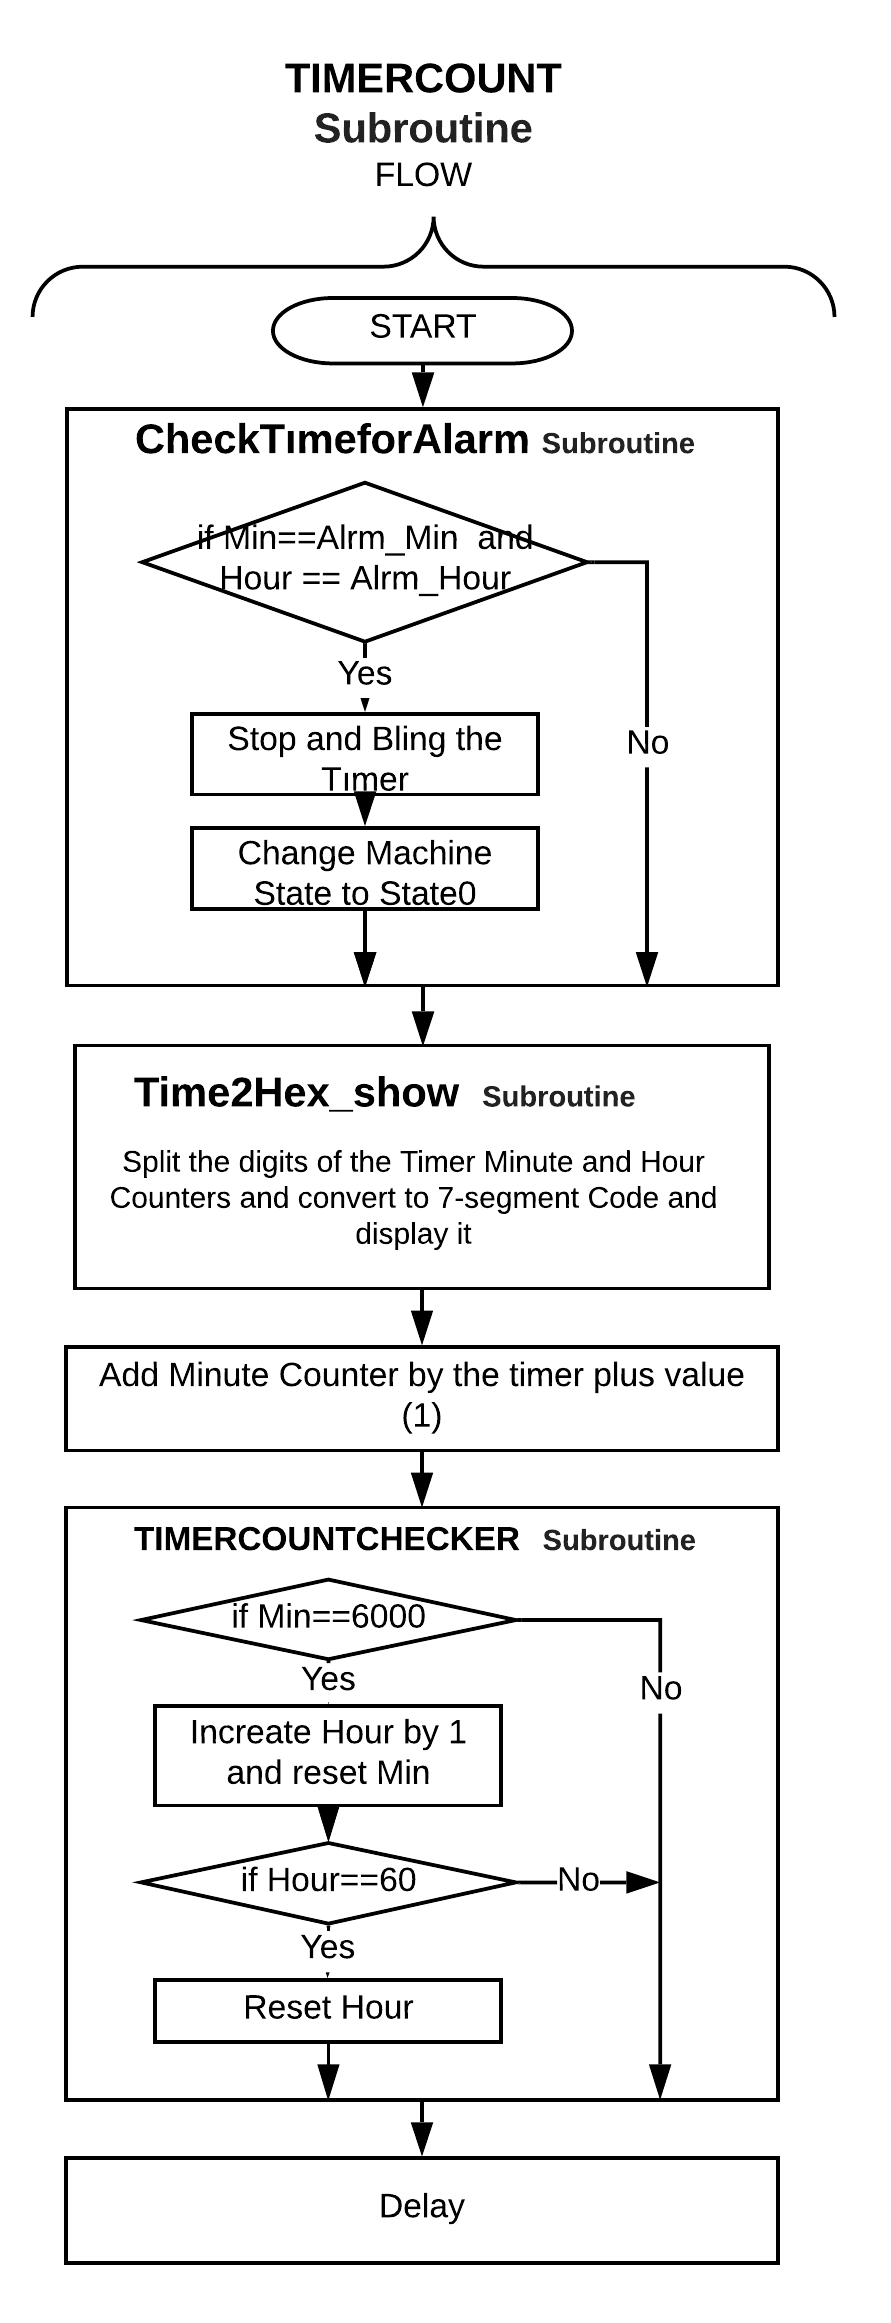 TIMERCOUNT
Subroutine
FLOW
START
CheckTımeforAlarm Subroutine
if Min==Alrm_Min and
Hour == Alrm_Hour
Yes
Stop and Bling the
Tımer
No
Change Machine
State to State0
Time2Hex_show Subroutine
Split the digits of the Timer Minute and Hour
Counters and convert to 7-segment Code and
display it
Add Minute Counter by the timer plus value
(1)
TIMERCOUNTCHECKER Subroutine
if Min==6000
Yes
No
Increate Hour by 1
and reset Min
if Hour==60
No
Yes
Reset Hour
Delay